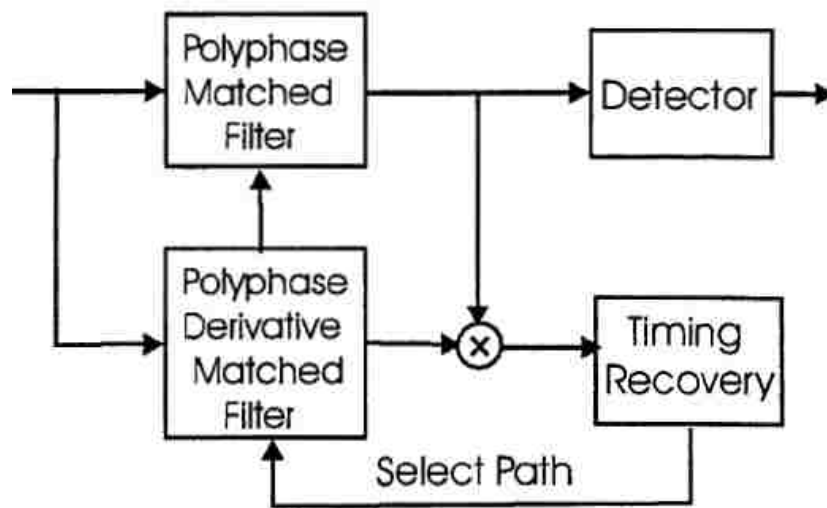 Polyphase
Matched
Filter
Detector
Polyphase
Derivative
Matched
Filter
Timing
Recovery
Select Path